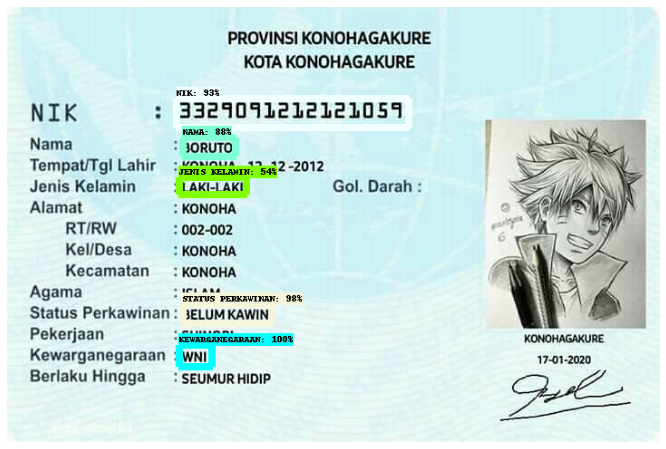 PROVINSI KONOHAGAKURE
KOTA KONOHAGAKURE
NIK: 93%
NIK : 3329091212121059
NAMA: 88%
Nama : BORUTO
Tempat/Tgl Lahir : KONOHA, 12-12-2012
JENIS KELAMIN: 54%
Jenis Kelamin : LAKI-LAKI Gol. Darah :
Alamat : KONOHA
RT/RW : 002-002
Kel/Desa : KONOHA
Kecamatan : KONOHA
Agama : ISLAM
STATUS PERKAWINAN: 98%
Status Perkawinan : BELUM KAWIN
Pekerjaan :
KEWARGANEGARAAN: 100%
Kewarganegaraan : WNI
Berlaku Hingga : SEUMUR HIDIP
KONOHAGAKURE
17-01-2020